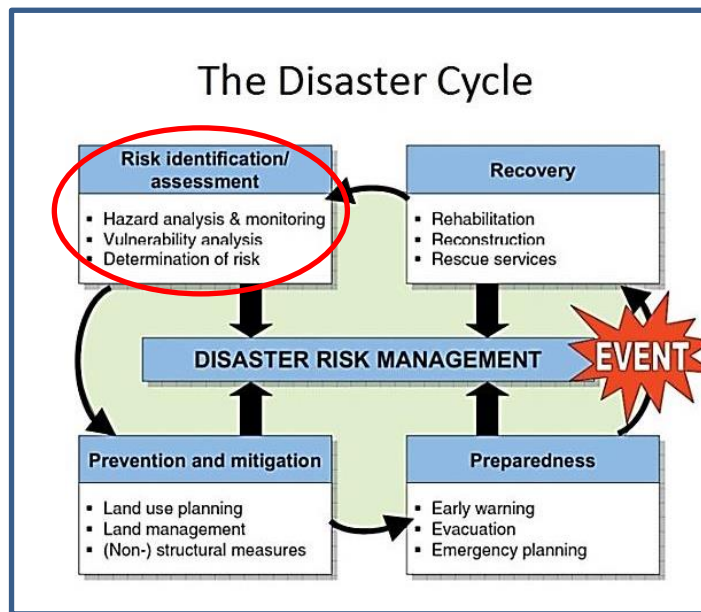 The Disaster Cycle
Risk identification/
assessment
▪ Hazard analysis & monitoring
▪ Vulnerability analysis
▪ Determination of risk
Recovery
▪ Rehabilitation
▪ Reconstruction
▪ Rescue services
DISASTER RISK MANAGEMENT
EVENT
Prevention and mitigation
▪ Land use planning
▪ Land management
▪ (Non-) structural measures
Preparedness
▪ Early warning
▪ Evacuation
▪ Emergency planning